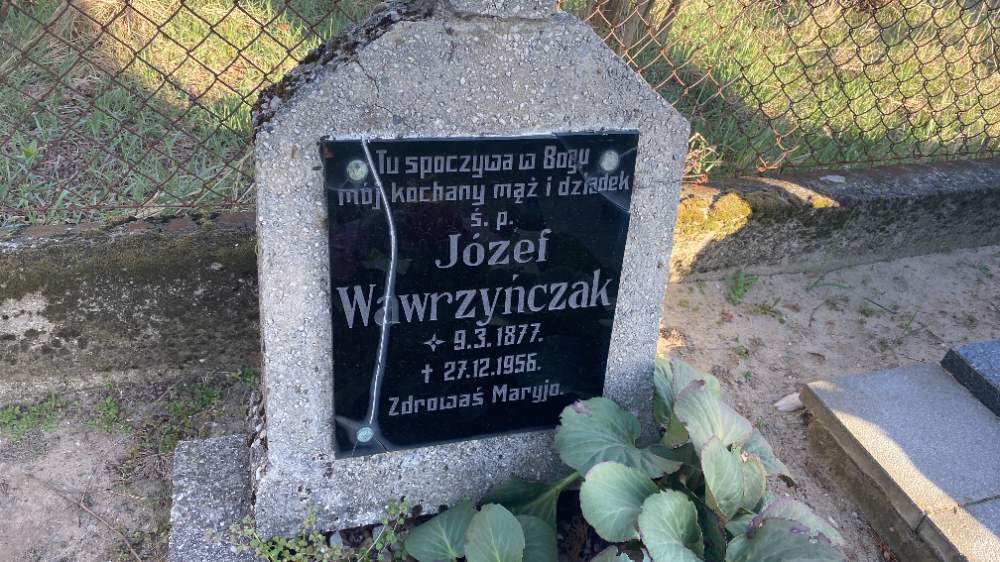 Tu spoczywa w Bogu
mój kochany mąż i dziadek
ś. p.
Józef
Wawrzyńczak
✧ 9.3.1877.
† 27.12.1956.
Zdrowaś Maryjo.